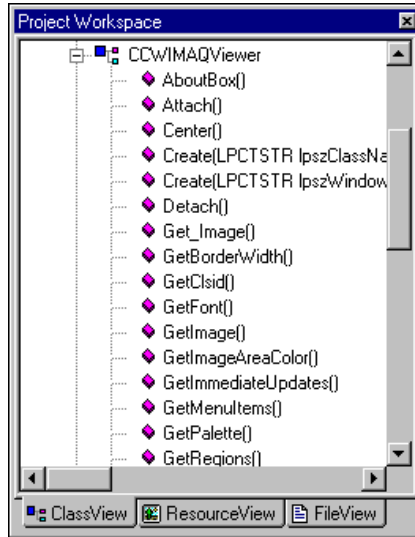 Project Workspace
CCWIMAQViewer
AboutBox()
Attach()
Center()
Create(LPCTSTR lpszClassNa
Create(LPCTSTR lpszWindow
Detach()
Get_Image()
GetBorderWidth()
GetClsid()
GetFont()
GetImage()
GetImageAreaColor()
GetImmediateUpdates()
GetMenuItems()
GetPalette()
GetRegions()
ClassView ResourceView FileView